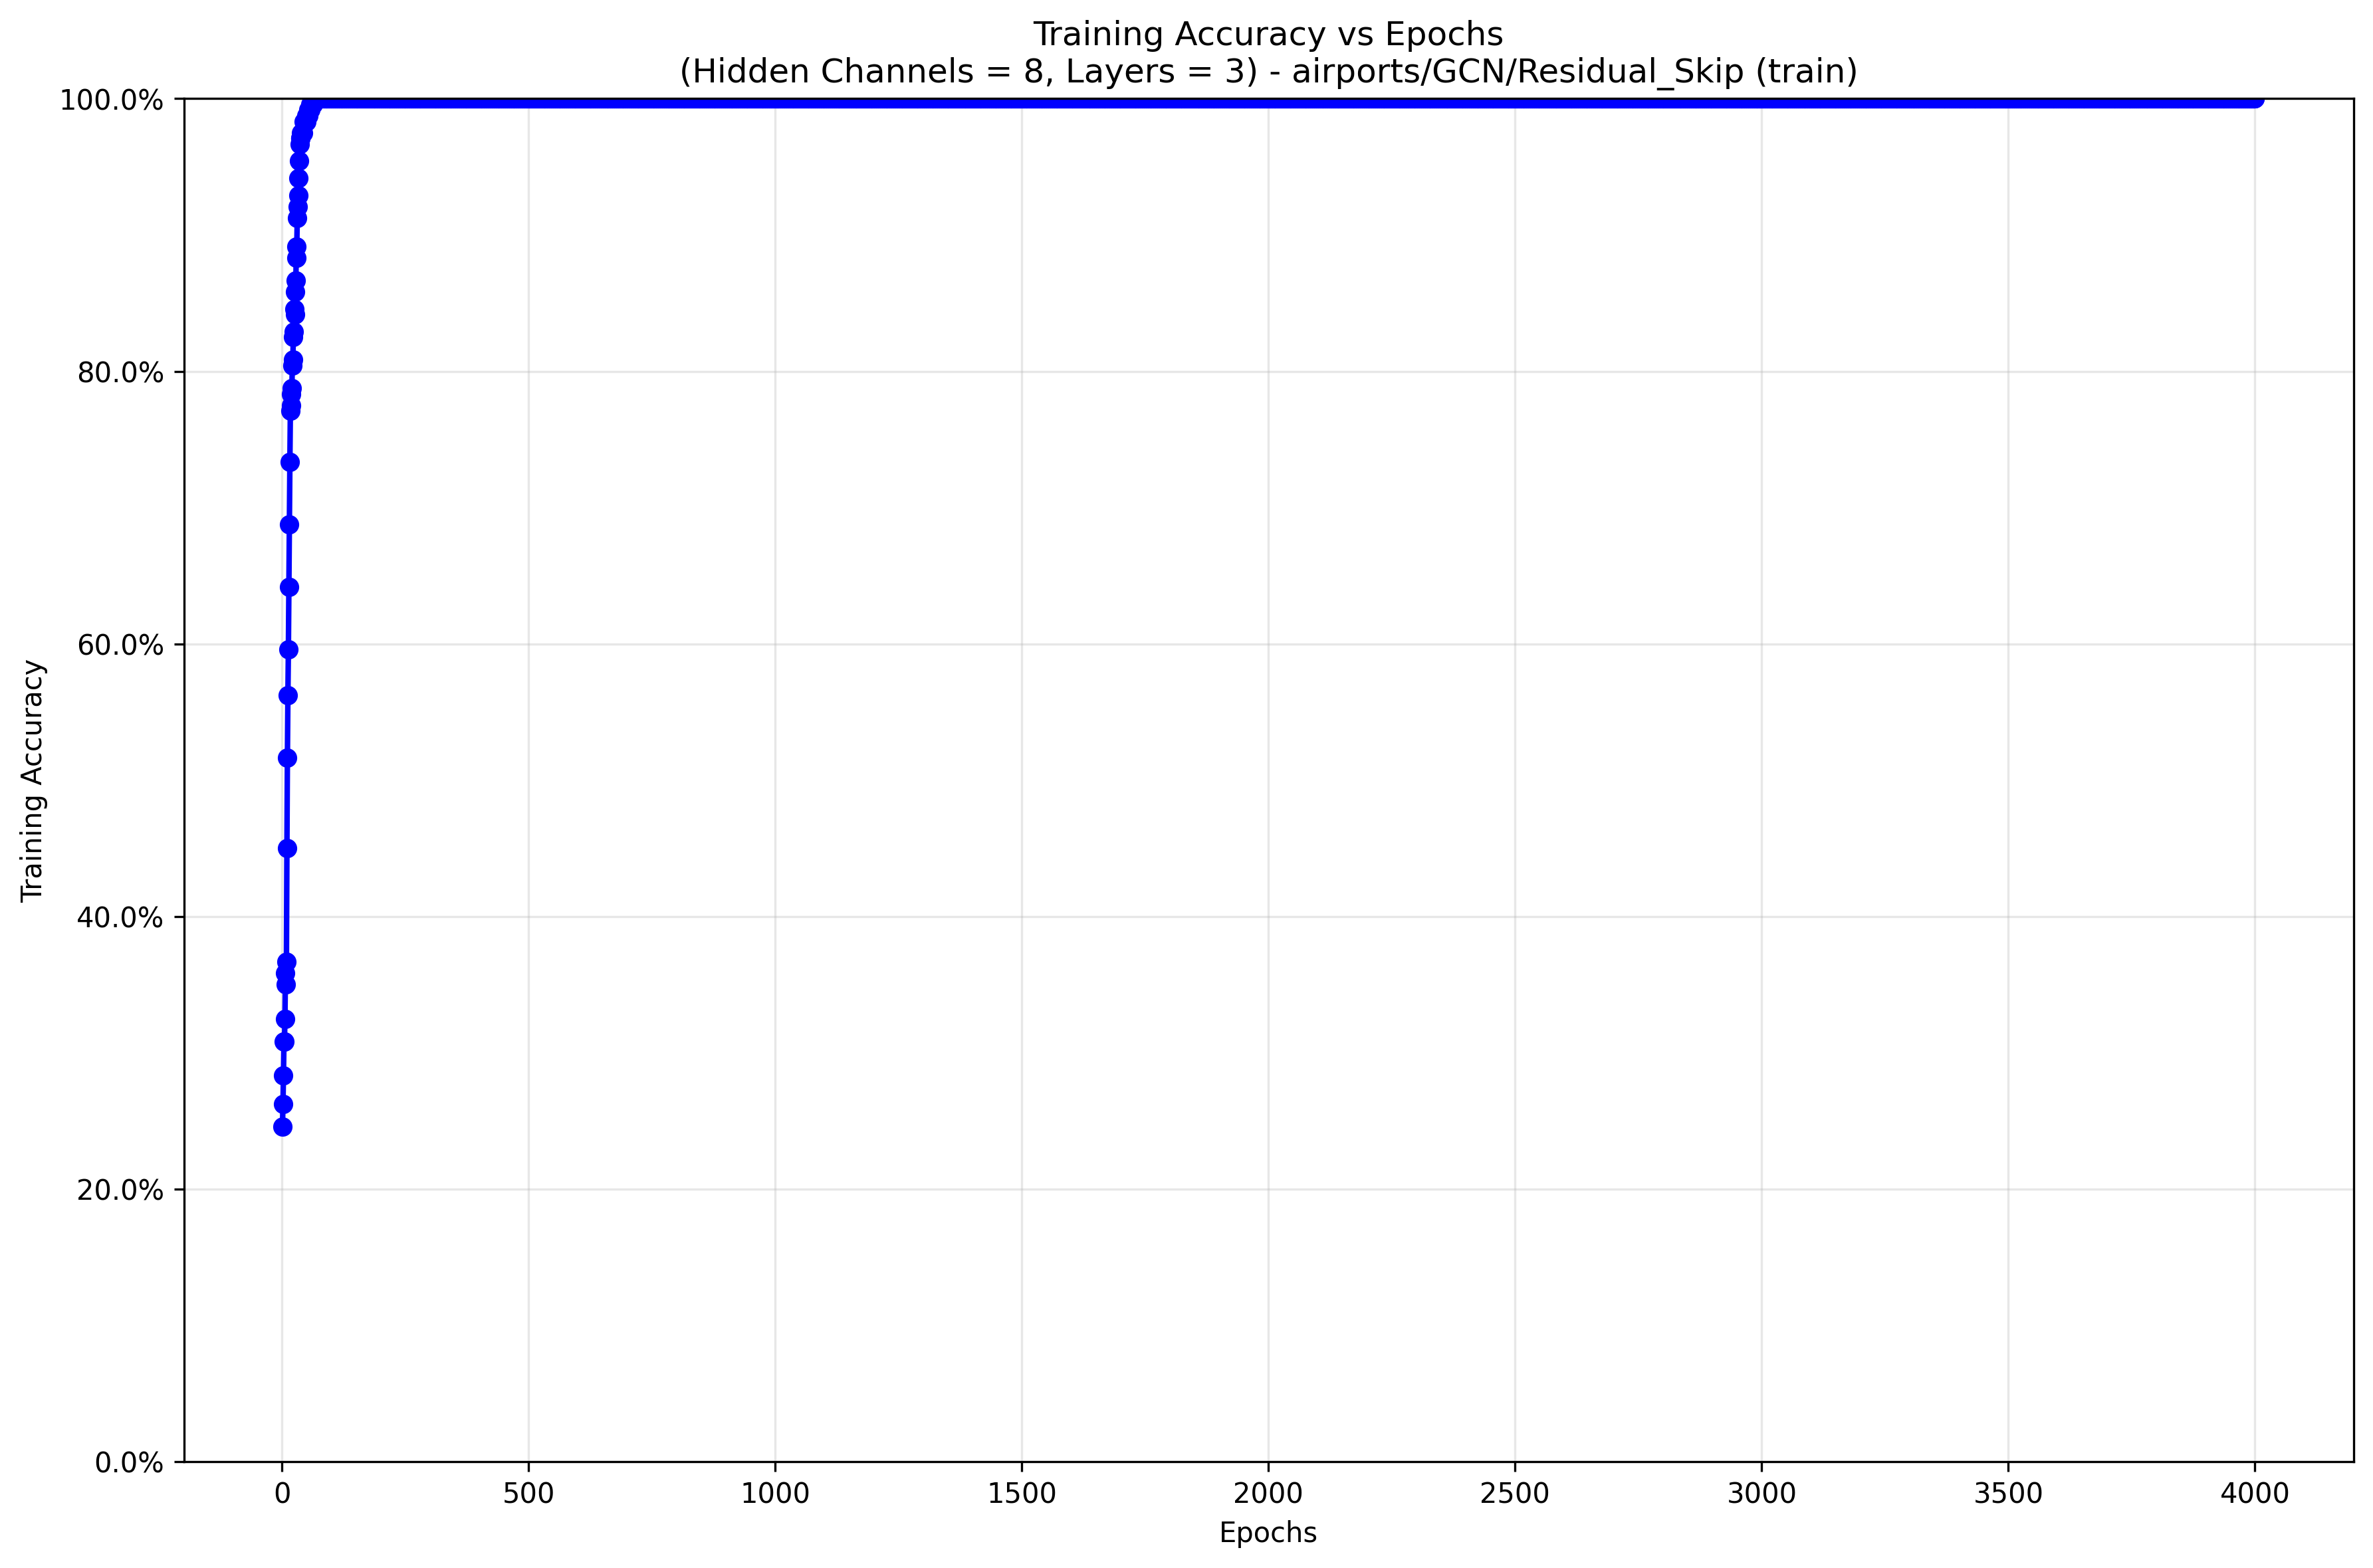 Training Accuracy vs Epochs
(Hidden Channels = 8, Layers = 3) - airports/GCN/Residual_Skip (train)
100.0%
80.0%
60.0%
40.0%
20.0%
0.0%
Training Accuracy
0 500 1000 1500 2000 2500 3000 3500 4000
Epochs